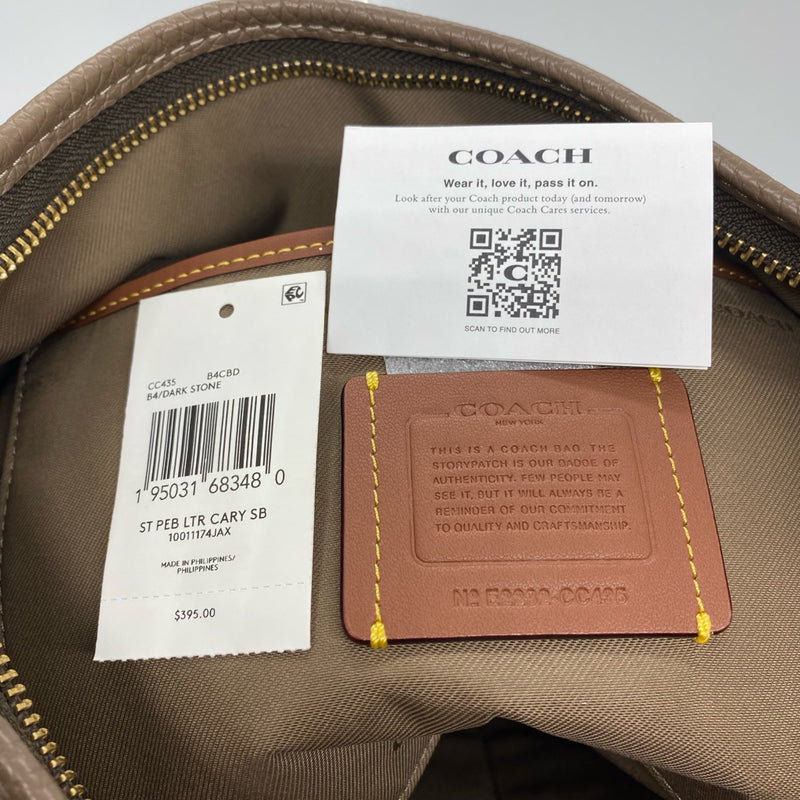 COACH
Wear it, love it, pass it on.
Look after your Coach product today (and tomorrow)
with our unique Coach Cares services.
C
SCAN TO FIND OUT MORE
CC435 B4CBD
B4/DARK STONE
1 95031 68348 0
ST PEB LTR CARY SB
10011174JAX
MADE IN PHILIPPINES/
PHILIPPINES
$395.00
COACH
COACH
NEW YORK
THIS IS A COACH BAG. THE
STORYPATCH IS OUR BADGE OF
AUTHENTICITY. FEW PEOPLE MAY
SEE IT, BUT IT WILL ALWAYS BE A
REMINDER OF OUR COMMITMENT
TO QUALITY AND CRAFTSMANSHIP.
No CC435